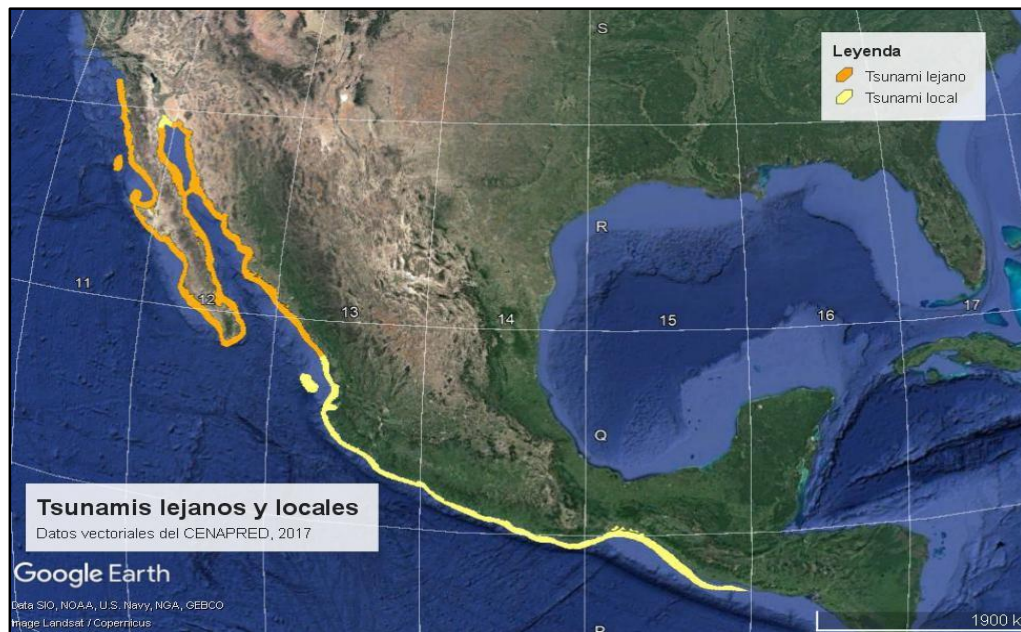 S
Leyenda
Tsunami lejano
Tsunami local
R
11
12
13
14
15
16
17
Q
Tsunamis lejanos y locales
Datos vectoriales del CENAPRED, 2017
Google Earth
Data SIO, NOAA, U.S. Navy, NGA, GEBCO
Image Landsat / Copernicus
1900 k